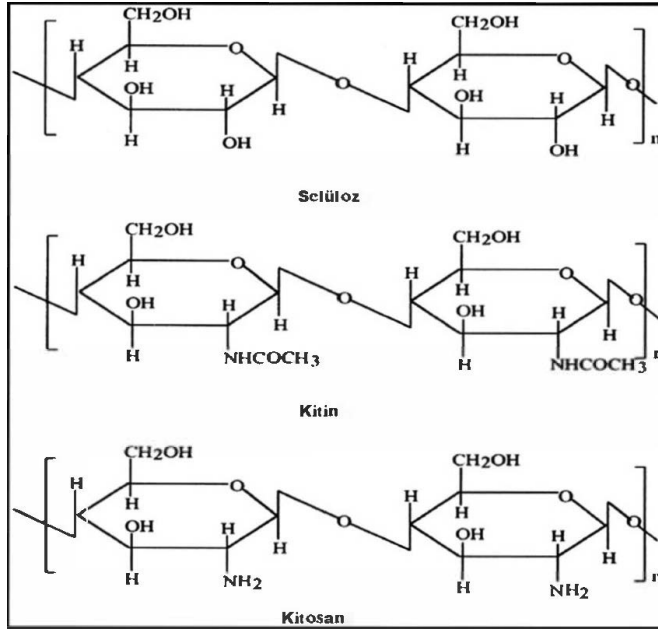 CH2OH CH2OH
H O H O
H O H O
OH H OH H
H OH H OH n
Selüloz
CH2OH CH2OH
H O H O
H O H O
OH H H OH H H
H NHCOCH3 H NHCOCH3 n
Kitin
CH2OH CH2OH
H O H O
H O H O
OH H H OH H H
H NH2 H NH2 n
Kitosan